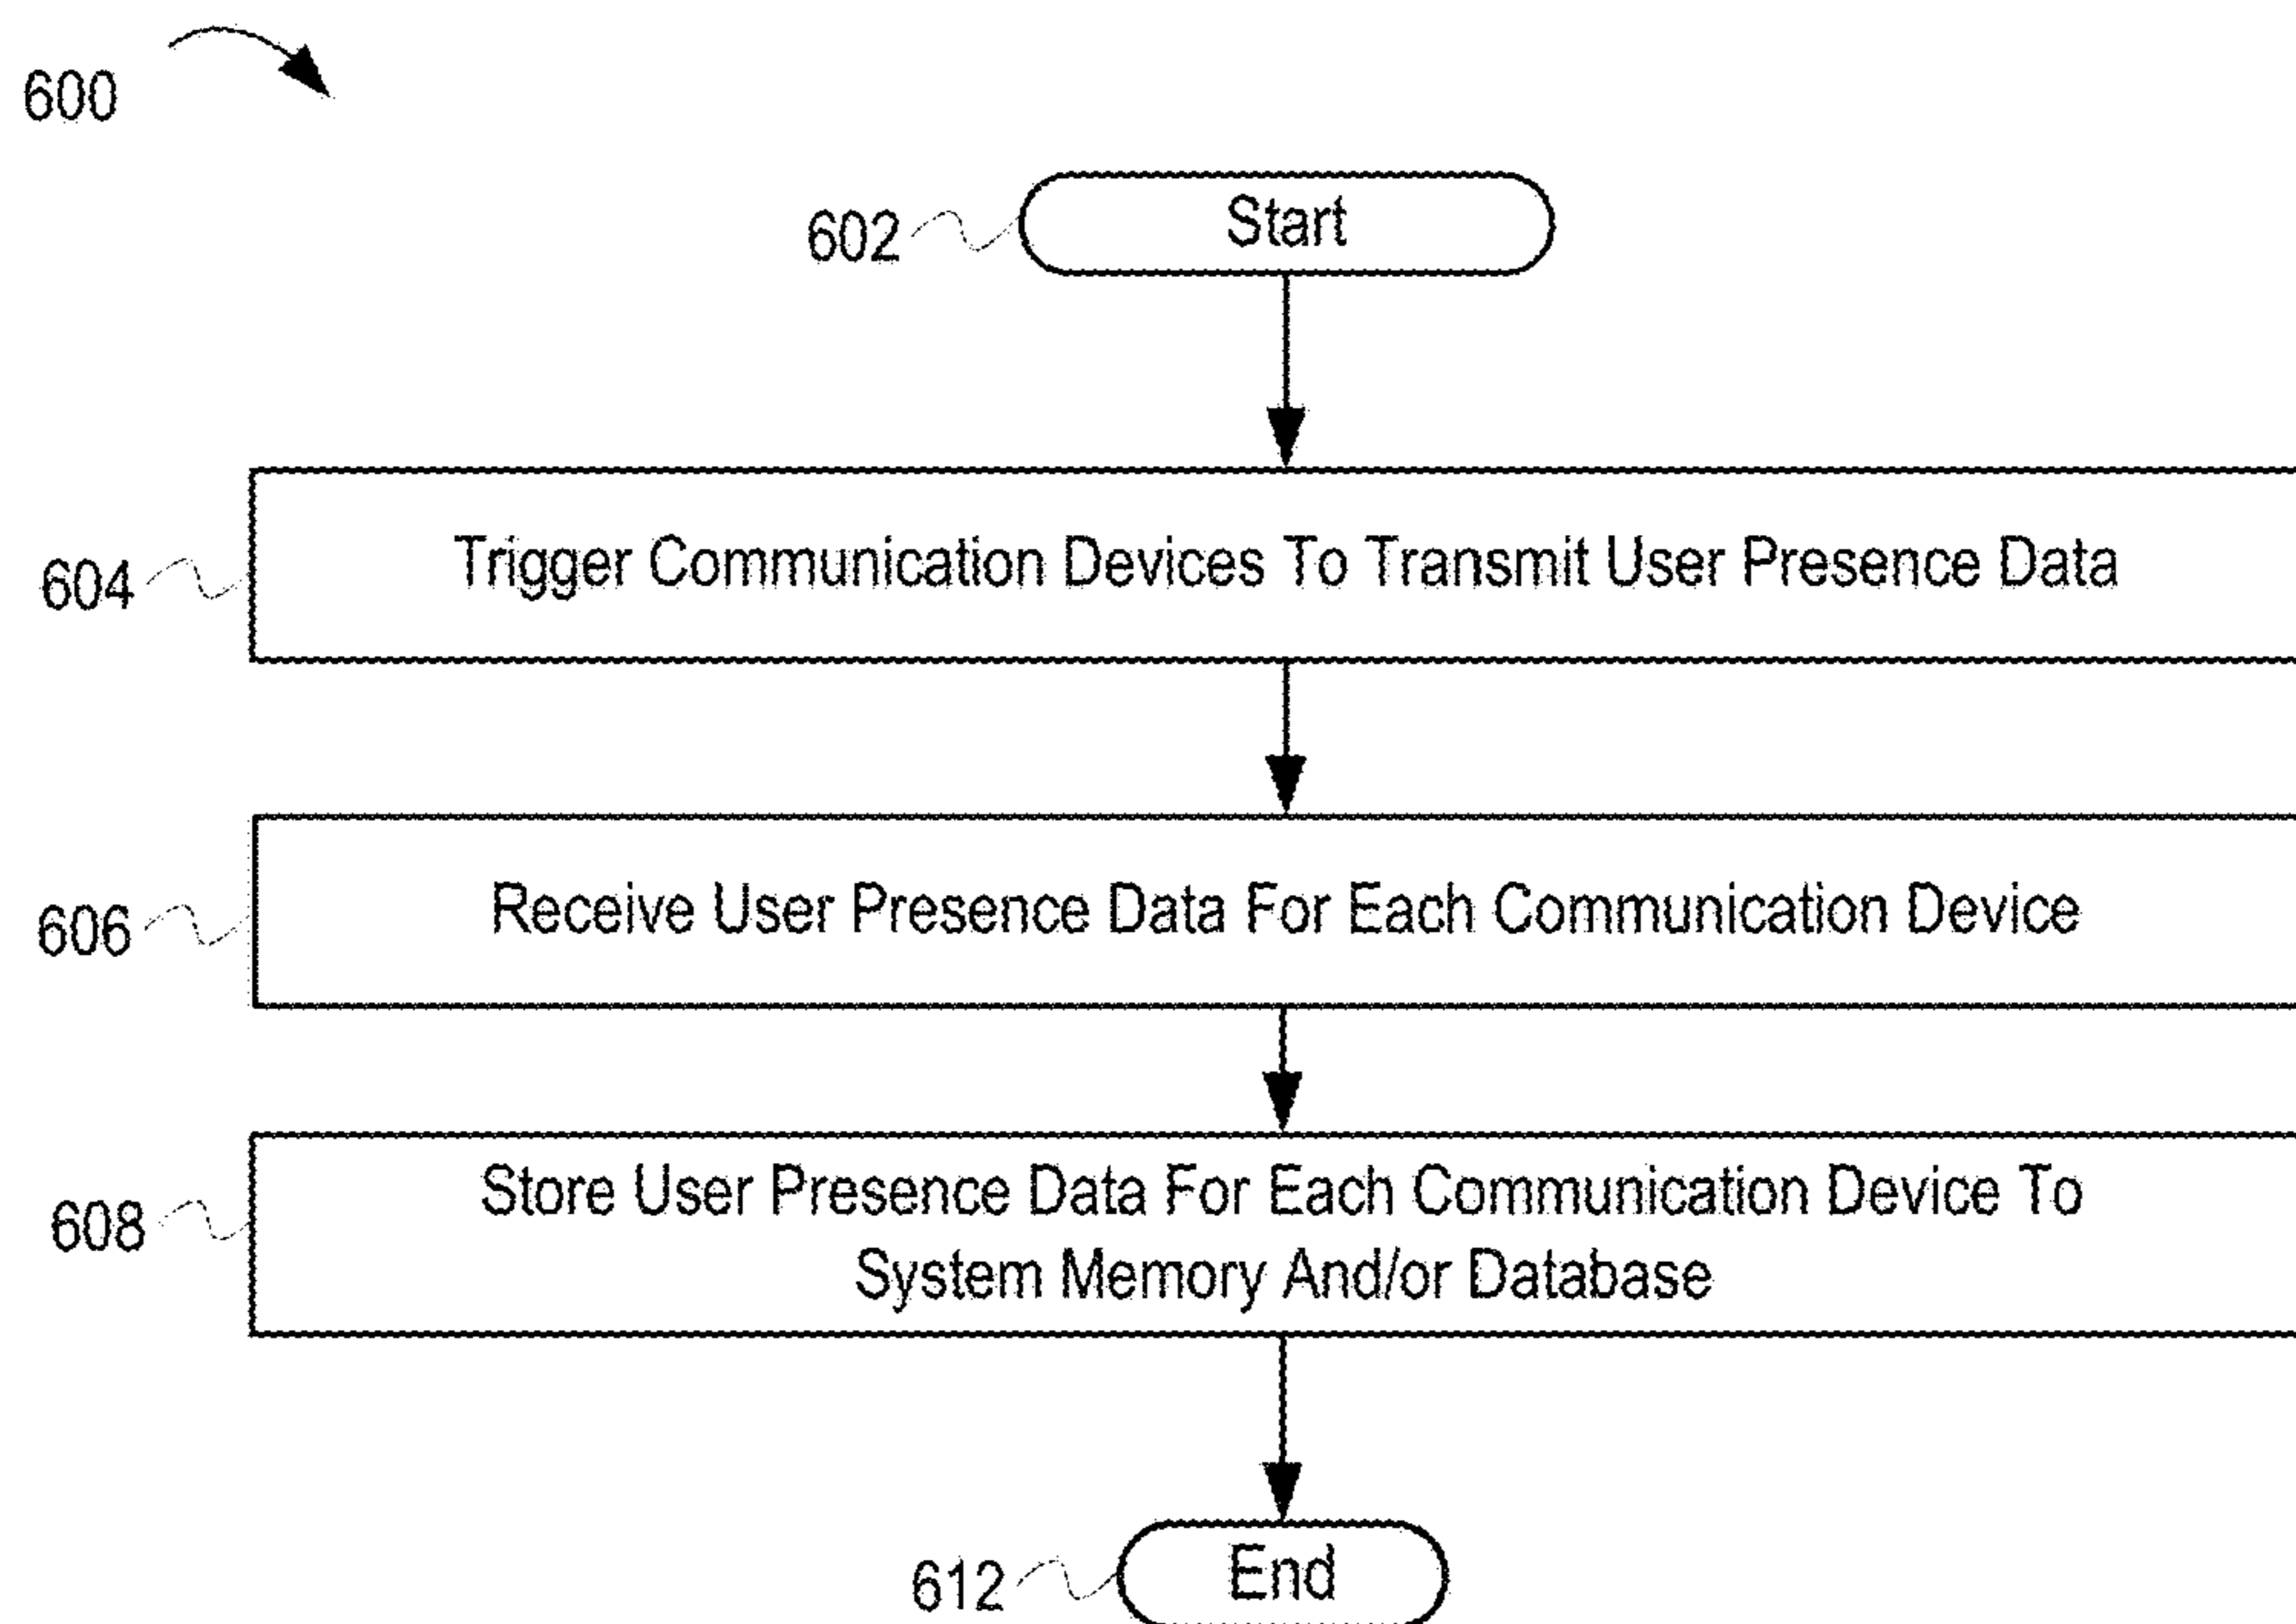 600
602
Start
604
Trigger Communication Devices To Transmit User Presence Data
606
Receive User Presence Data For Each Communication Device
608
Store User Presence Data For Each Communication Device To
System Memory And/or Database
612
End